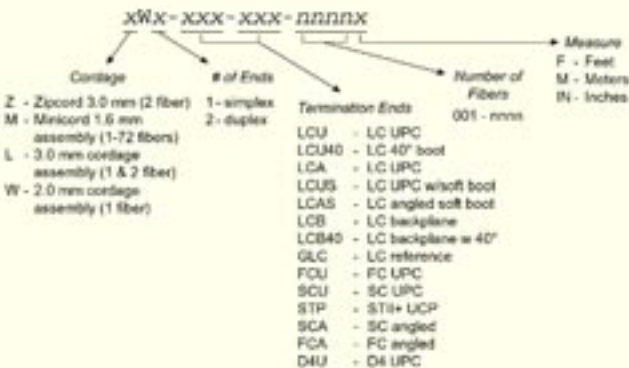 xWx-xxx-xxx-nnnnx
Cordage
Z - Zipcord 3.0 mm (2 fiber)
M - Minicord 1.6 mm
assembly (1-72 fibers)
L - 3.0 mm cordage
assembly (1 & 2 fiber)
W - 2.0 mm cordage
assembly (1 fiber)
# of Ends
1 - simplex
2 - duplex
Termination Ends
LCU - LC UPC
LCU40 - LC 40° boot
LCA - LC UPC
LCUS - LC UPC w/soft boot
LCAS - LC angled soft boot
LCB - LC backplane
LCB40 - LC backplane w 40°
GLC - LC reference
FCU - FC UPC
SCU - SC UPC
STP - STII+ UCP
SCA - SC angled
FCA - FC angled
D4U - D4 UPC
Number of
Fibers
001 - nnnn
Measure
F - Feet
M - Meters
IN - Inches